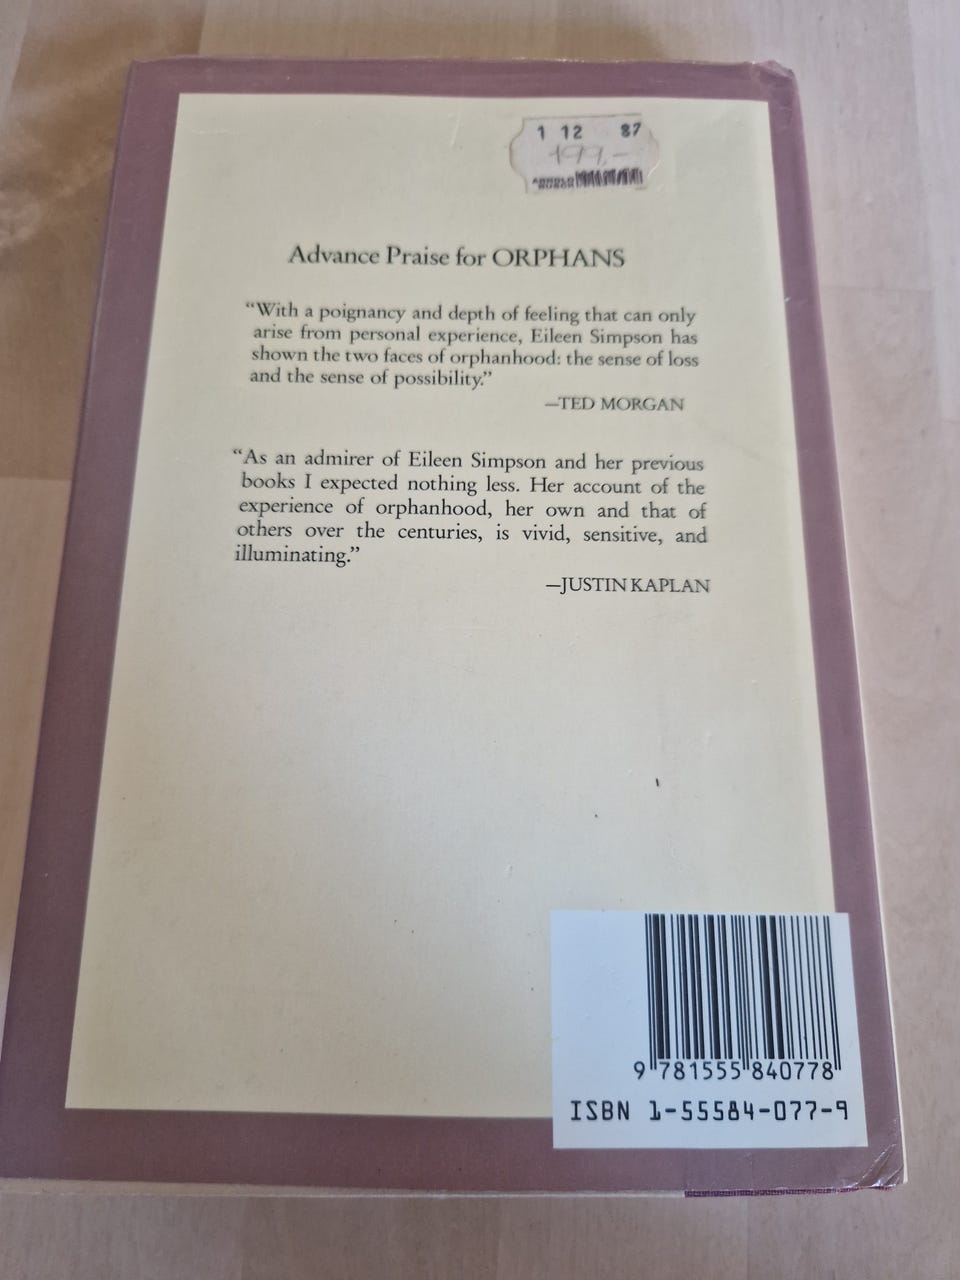 1 12 87
199,-
Advance Praise for ORPHANS
“With a poignancy and depth of feeling that can only
arise from personal experience, Eileen Simpson has
shown the two faces of orphanhood: the sense of loss
and the sense of possibility.”
—TED MORGAN
“As an admirer of Eileen Simpson and her previous
books I expected nothing less. Her account of the
experience of orphanhood, her own and that of
others over the centuries, is vivid, sensitive, and
illuminating.”
—JUSTIN KAPLAN
9 781555 840778
ISBN 1-55584-077-9